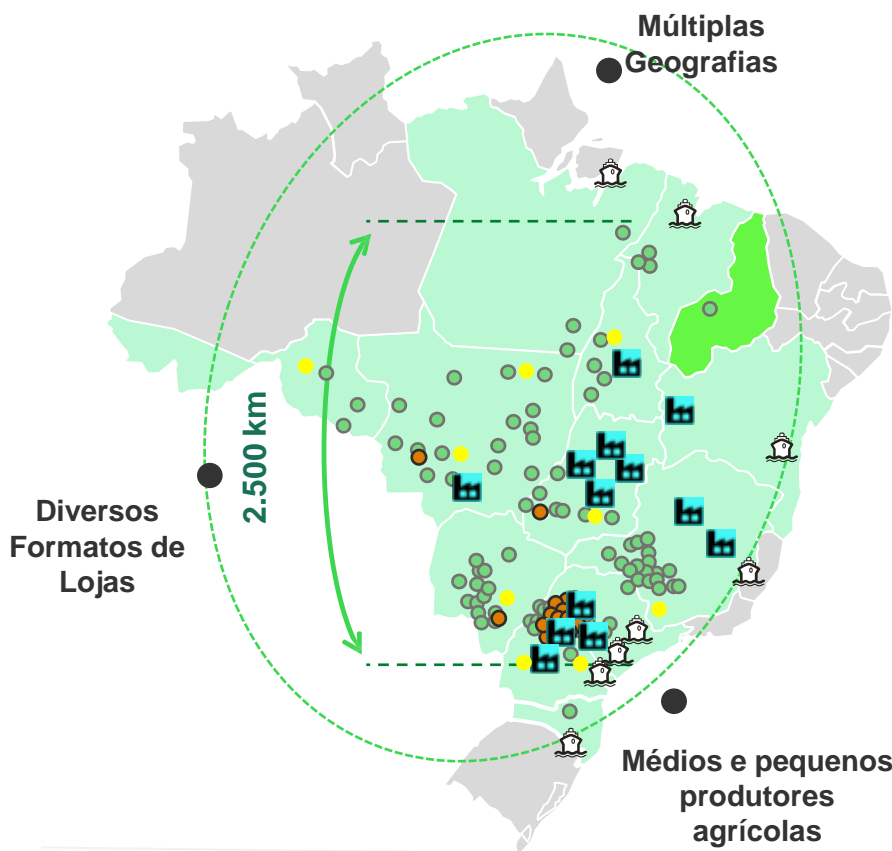 Múltiplas
Geografias
2.500 km
Diversos
Formatos de
Lojas
Médios e pequenos
produtores
agrícolas